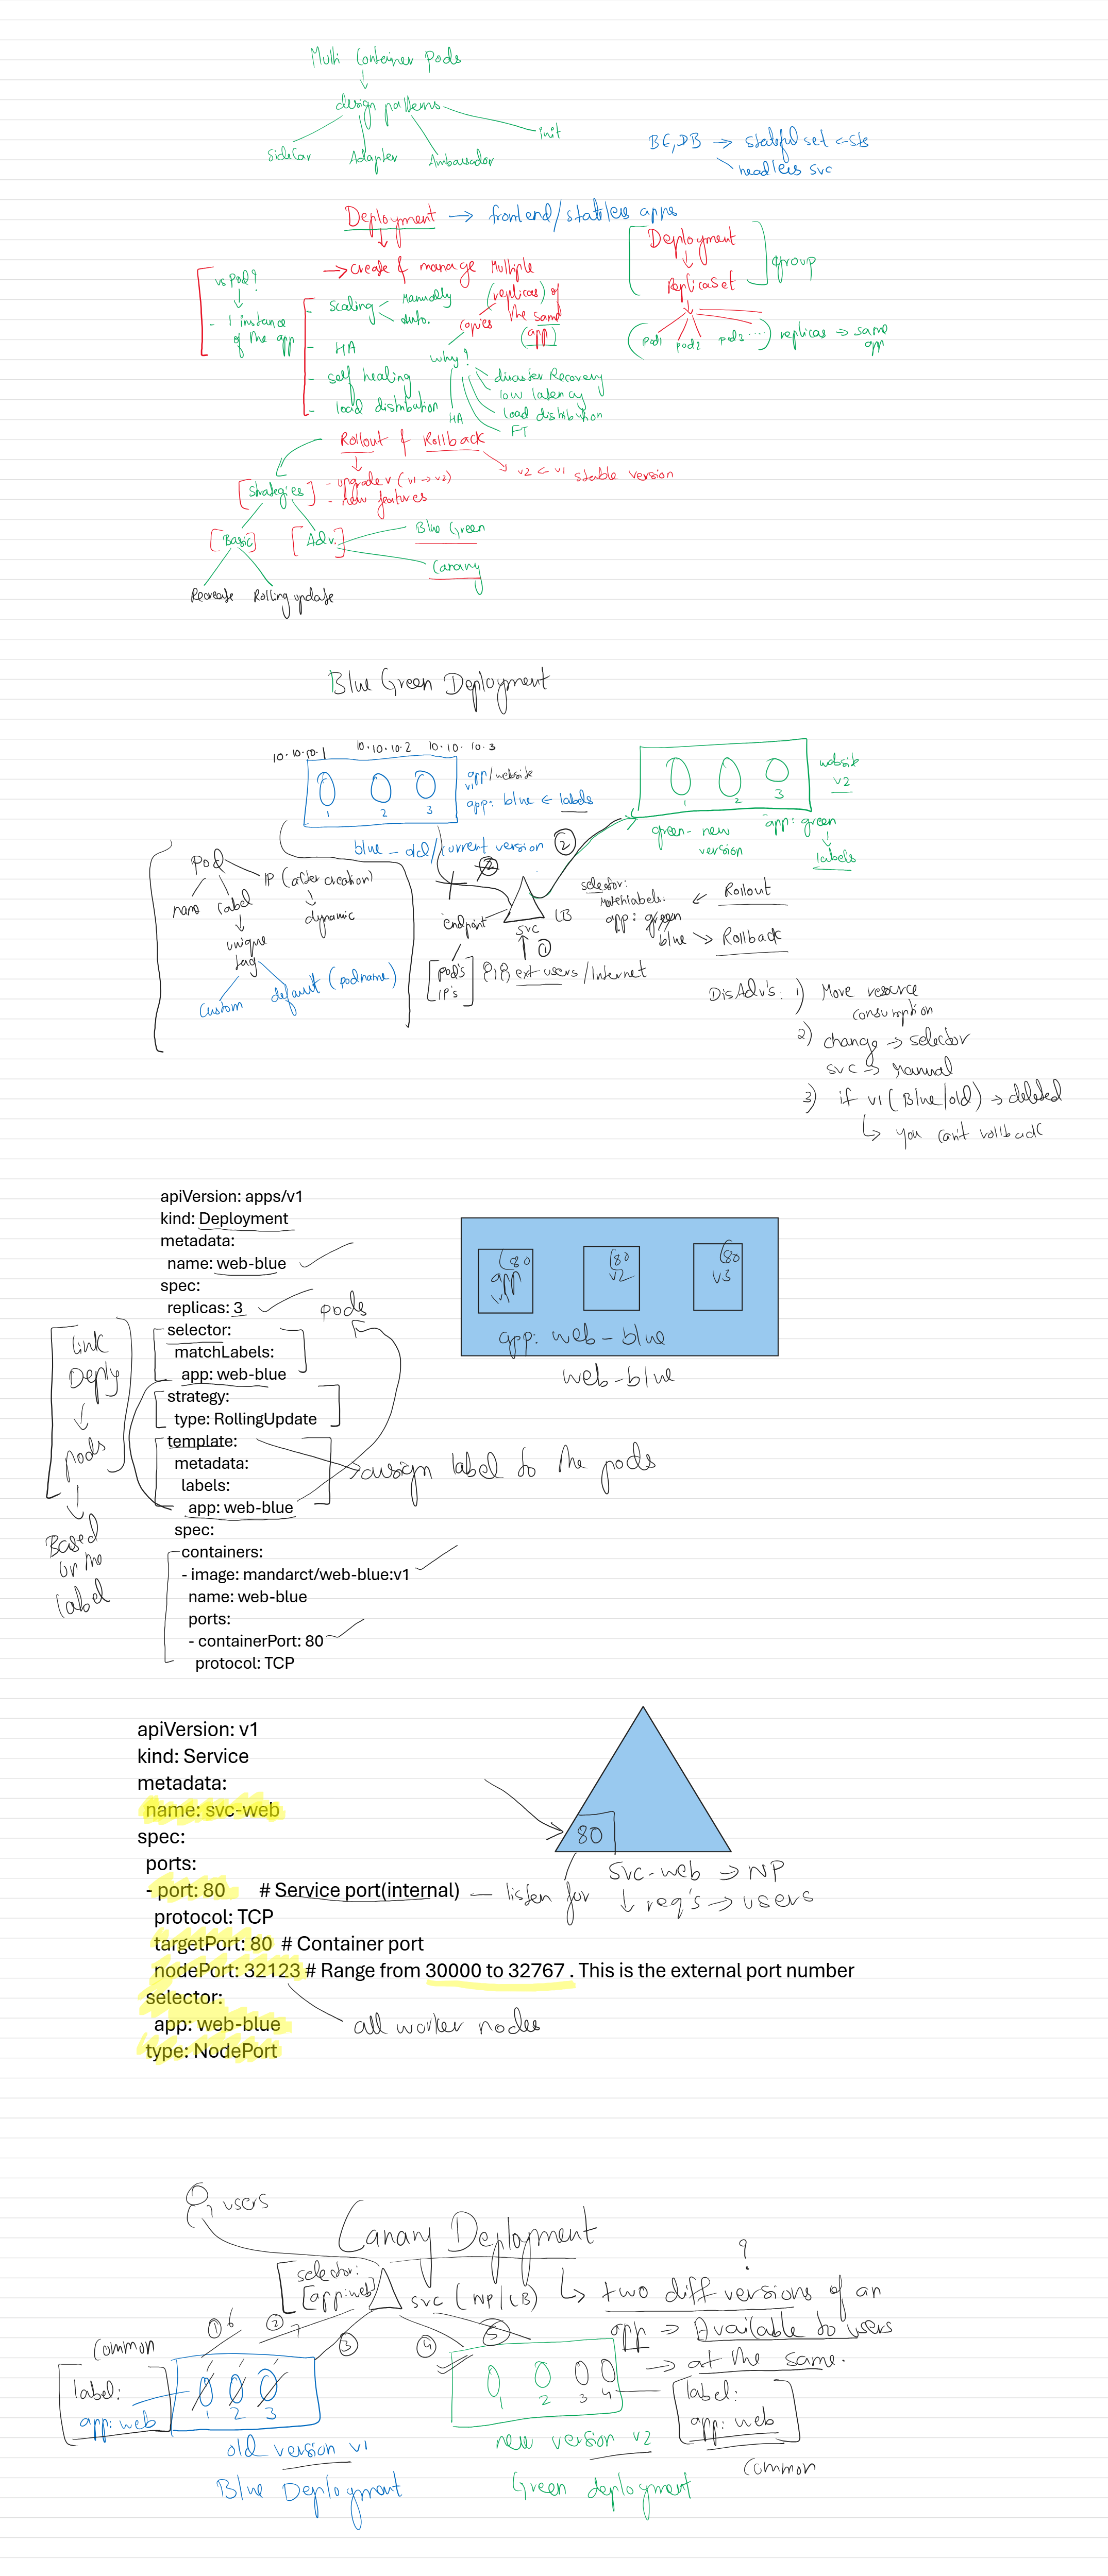 Multi Container Pods
design patterns
Sidecar
Adapter
Ambassador
Init
BE, DB → stateful set <- sts
headless svc
Deployment → frontend/stateless apps
→ create & manage Multiple
(replicas) of
copies
the same
(app)
why?
disaster Recovery
low latency
Load distribution
FT
HA
vs pod?
- 1 instance
of the app
- scaling
Manually
Auto.
- HA
- self healing
- load distribution
Deployment
ReplicaSet
group
(pod1 pod2 pod3 ...) replicas → same
app
Rollout & Rollback
- upgrade v (v1 → v2)
- new features
v2 <- v1 stable version
[Strategies]
[Basic]
[Adv.]
Blue Green
Canary
Recreate
Rolling update
Blue Green Deployment
10.10.10.1
10.10.10.2
10.10.10.3
1
2
3
app/website
v1
app: blue <- labels
blue - old/current version
1
2
3
website
v2
green - new
version
app: green
labels
pod
name
label
IP (after creation)
dynamic
unique
tag
Custom
default (podname)
2
endpoint
svc
LB
[pod's
IP's]
1
ext users/Internet
selector:
matchlabels:
app: green
blue → Rollback
Rollout
DisAdv's: 1) More resource
consumption
2) change → selector
svc → Manual
3) if v1 (Blue/old) → deleted
↳ you can't rollback
apiVersion: apps/v1
kind: Deployment
metadata:
name: web-blue
spec:
replicas: 3
selector:
matchLabels:
app: web-blue
strategy:
type: RollingUpdate
template:
metadata:
labels:
app: web-blue
spec:
containers:
- image: mandarct/web-blue:v1
name: web-blue
ports:
- containerPort: 80
protocol: TCP
pods
Link
Deply
pods
Based
on the
label
assign label to the pods
80
app
v1
80
v2
80
v3
app: web-blue
web-blue
apiVersion: v1
kind: Service
metadata:
name: svc-web
spec:
ports:
- port: 80 # Service port(internal)
protocol: TCP
targetPort: 80 # Container port
nodePort: 32123 # Range from 30000 to 32767 . This is the external port number
selector:
app: web-blue
type: NodePort
80
svc-web → NP
listen for
req's → users
all worker nodes
users
Canary Deployment
selector:
[app:web]
svc (NP/LB)
?
↳ two diff versions of an
app → Available to users
→ at the same.
1
6
2
7
3
4
5
Common
label:
app: web
1
2
3
old version v1
Blue Deployment
1
2
3
4
new version v2
Green deployment
label:
app: web
Common